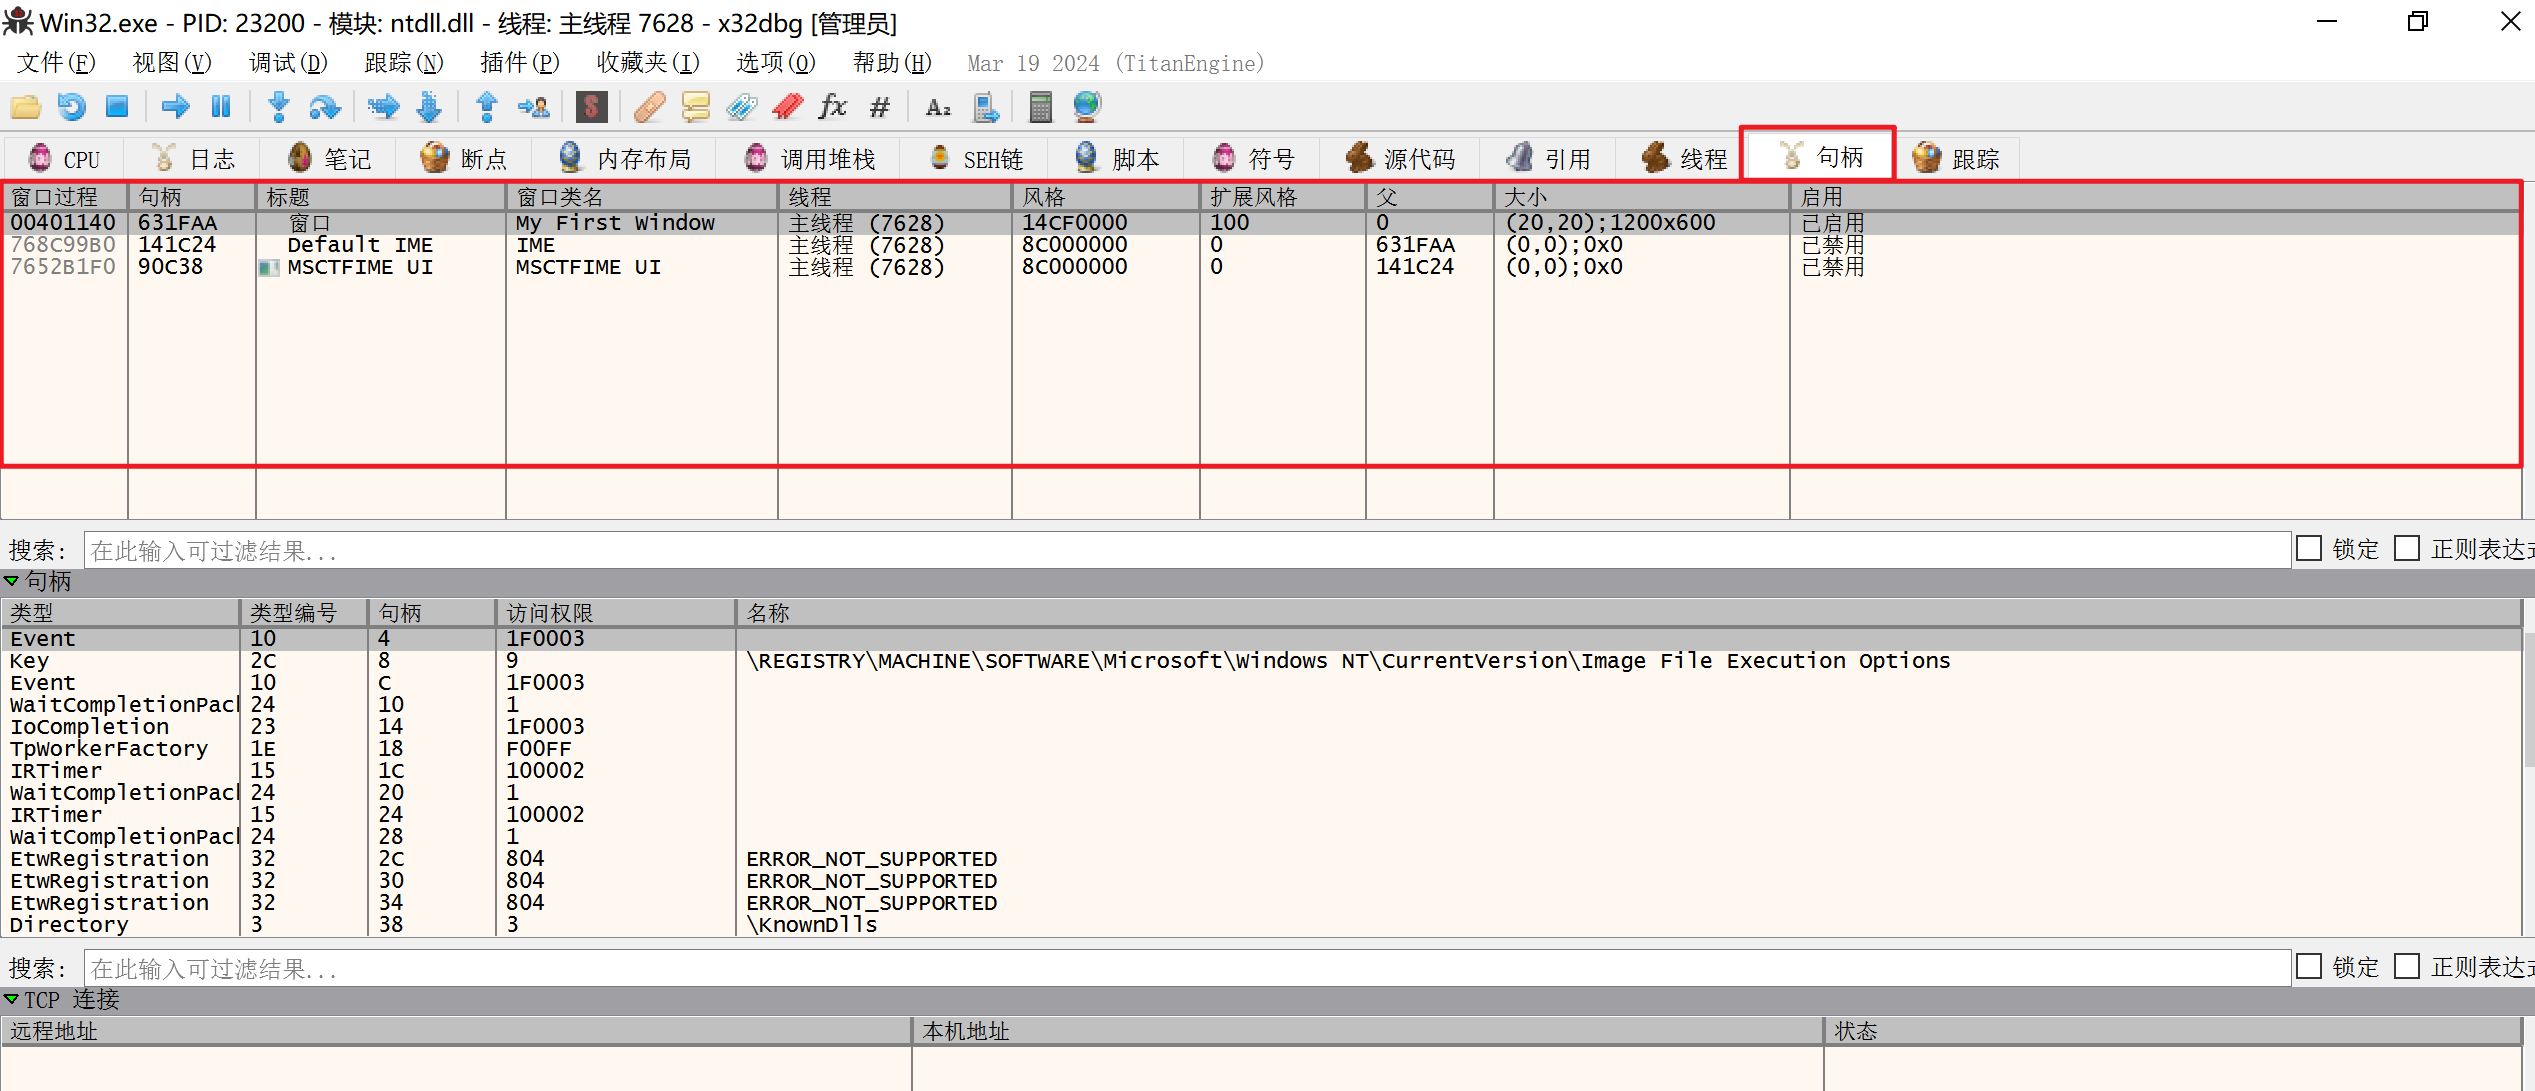 Win32.exe - PID: 23200 - 模块: ntdll.dll - 线程: 主线程 7628 - x32dbg [管理员]
文件(F) 视图(V) 调试(D) 跟踪(N) 插件(P) 收藏夹(I) 选项(O) 帮助(H) Mar 19 2024 (TitanEngine)
S fx # A₂
CPU 日志 笔记 断点 内存布局 调用堆栈 SEH链 脚本 符号 源代码 引用 线程 句柄 跟踪
窗口过程 句柄 标题 窗口类名 线程 风格 扩展风格 父 大小 启用
00401140 631FAA 窗口 My First Window 主线程 (7628) 14CF0000 100 0 (20,20);1200x600 已启用
768C99B0 141C24 Default IME IME 主线程 (7628) 8C000000 0 631FAA (0,0);0x0 已禁用
7652B1F0 90C38 MSCTFIME UI MSCTFIME UI 主线程 (7628) 8C000000 0 141C24 (0,0);0x0 已禁用
搜索: 在此输入可过滤结果... 锁定 正则表达式
句柄
类型 类型编号 句柄 访问权限 名称
Event 10 4 1F0003
Key 2C 8 9 \REGISTRY\MACHINE\SOFTWARE\Microsoft\Windows NT\CurrentVersion\Image File Execution Options
Event 10 C 1F0003
WaitCompletionPack 24 10 1
IoCompletion 23 14 1F0003
TpWorkerFactory 1E 18 F00FF
IRTimer 15 1C 100002
WaitCompletionPack 24 20 1
IRTimer 15 24 100002
WaitCompletionPack 24 28 1
EtwRegistration 32 2C 804 ERROR_NOT_SUPPORTED
EtwRegistration 32 30 804 ERROR_NOT_SUPPORTED
EtwRegistration 32 34 804 ERROR_NOT_SUPPORTED
Directory 3 38 3 \KnownDlls
搜索: 在此输入可过滤结果... 锁定 正则表达式
TCP 连接
远程地址 本机地址 状态